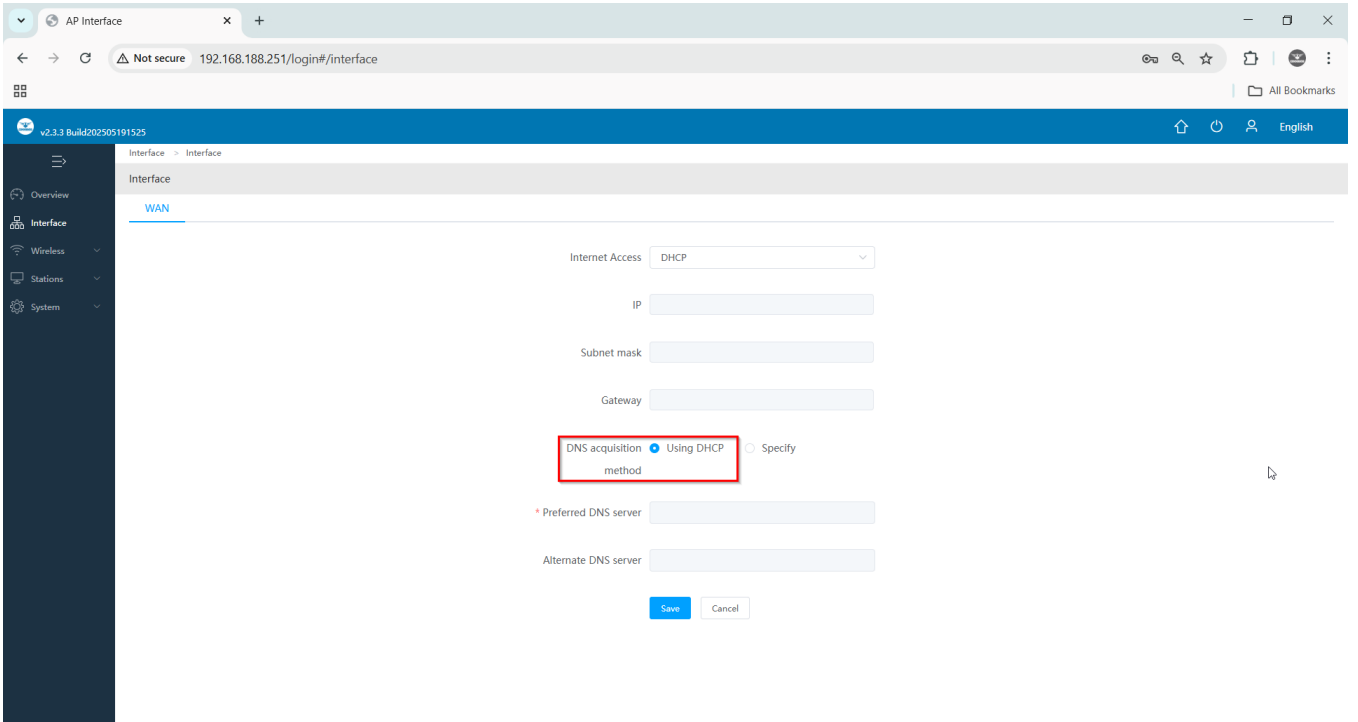 AP Interface
Not secure 192.168.188.251/login#/interface
All Bookmarks
v2.3.3 Build202505191525
English
Interface > Interface
Interface
Overview
Interface
Wireless
Stations
System
WAN
Internet Access DHCP
IP
Subnet mask
Gateway
DNS acquisition Using DHCP Specify
method
* Preferred DNS server
Alternate DNS server
Save Cancel